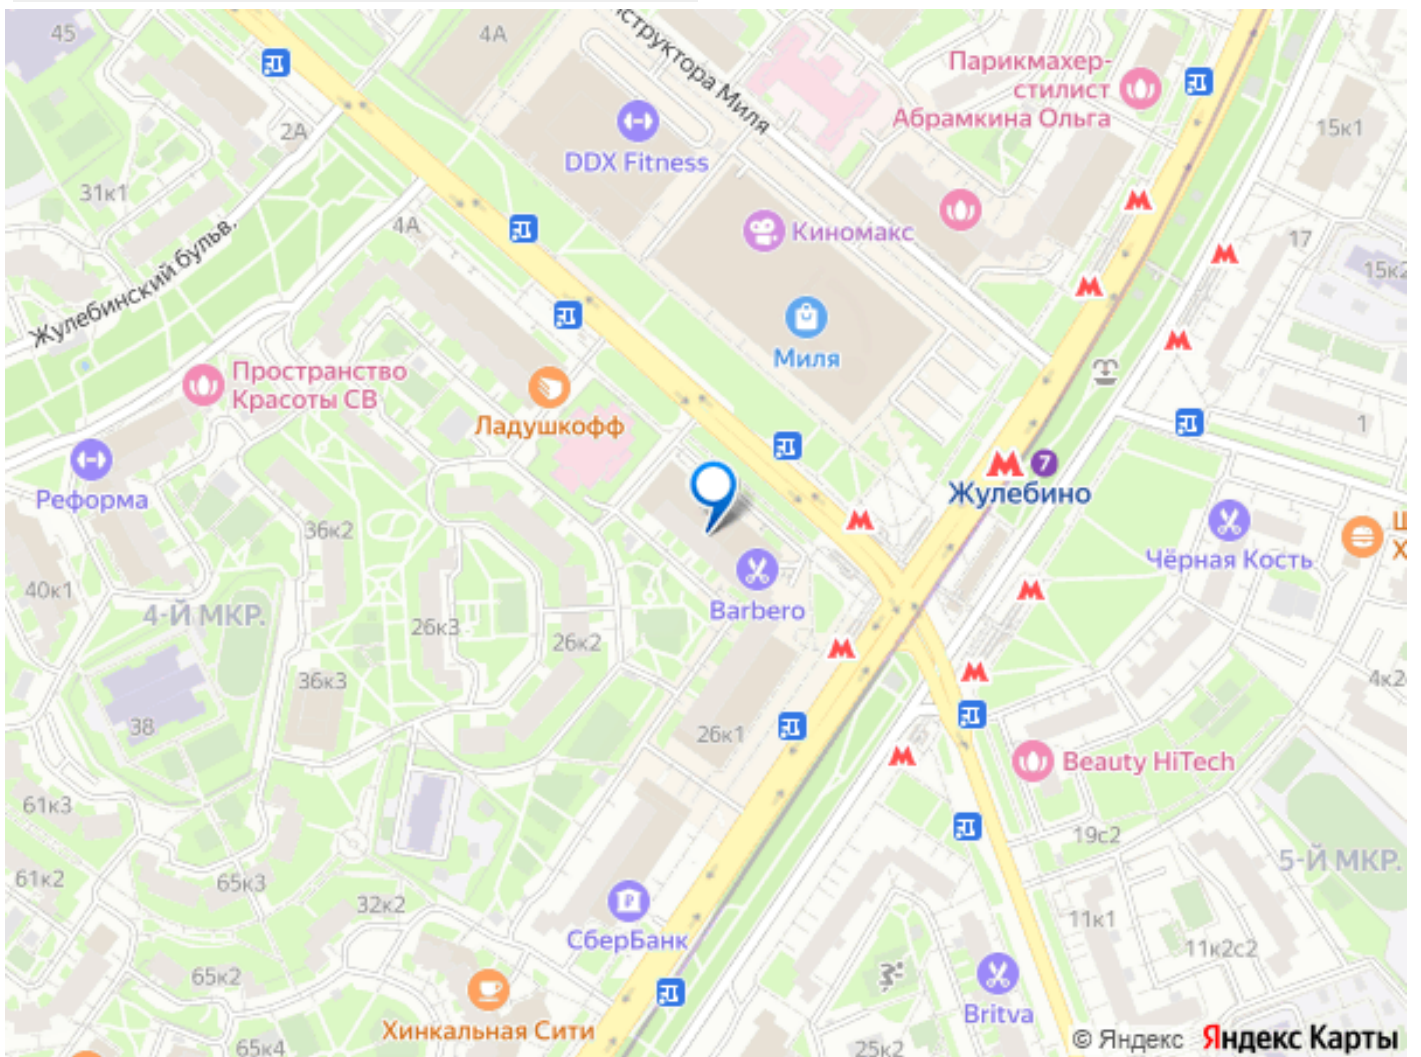 45
4А
нструктора Миля
Парикмахер-
стилист
Абрамкина Ольга
15к1
2А
DDX Fitness
31к1
4А
Киномакс
17
15к2
Жулебинский бульв.
Миля
Пространство
Красоты СВ
Ладушкофф
1
Реформа
7
Жулебино
36к2
Чёрная Кость
Ш
Х
40к1
4-Й МКР.
26к3
26к2
Barbero
36к3
4к2
38
26к1
Beauty HiTech
61к3
19с2
5-Й МКР.
61к2
65к3
32к2
11к1
СберБанк
11к2с2
65к2
Britva
Хинкальная Сити
65к4
25к2
© Яндекс Яндекс Карты